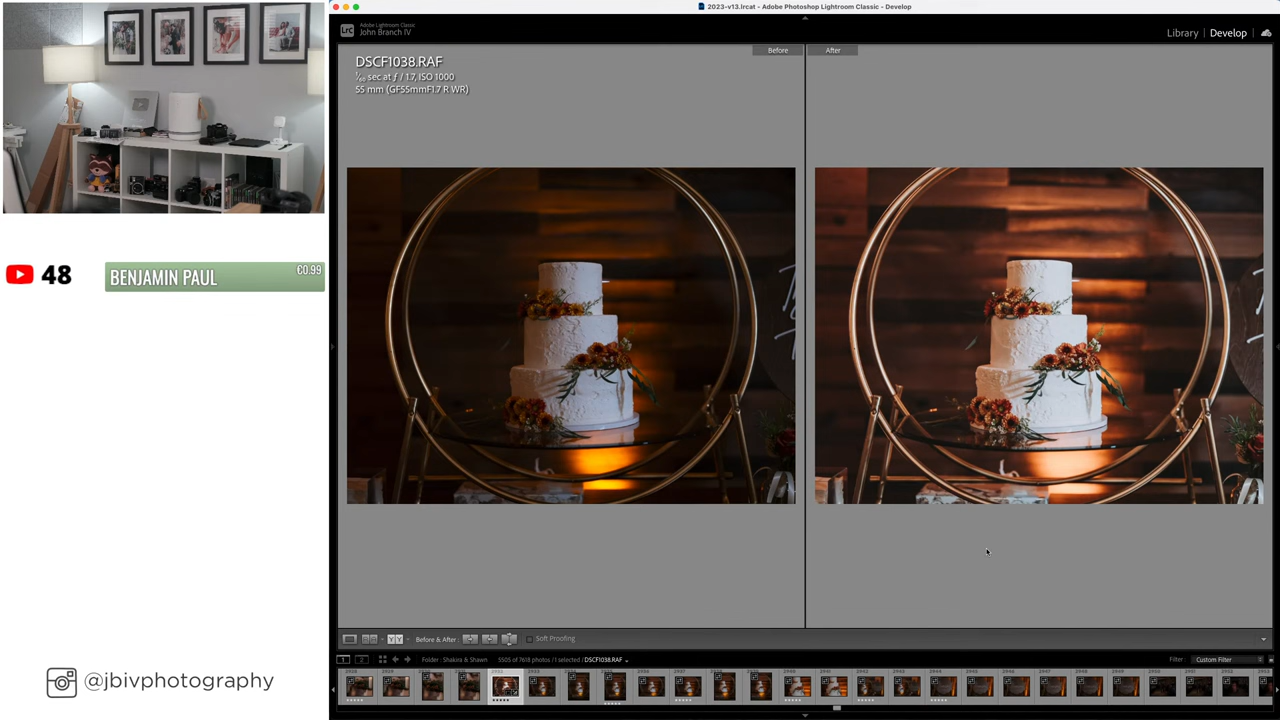 2023-v13.lrcat - Adobe Photoshop Lightroom Classic - Develop
Lrc
Adobe Lightroom Classic
John Branch IV
Library | Develop
Before
After
DSCF1038.RAF
1/60 sec at ƒ / 1.7, ISO 1000
55 mm (GF55mmF1.7 R WR)
48
BENJAMIN PAUL
€0.99
@jbivphotography
Before & After :
Soft Proofing
1 2
Folder : Shakira & Shawn
5505 of 7618 photos / 1 selected / DSCF1038.RAF
Filter :
Custom Filter